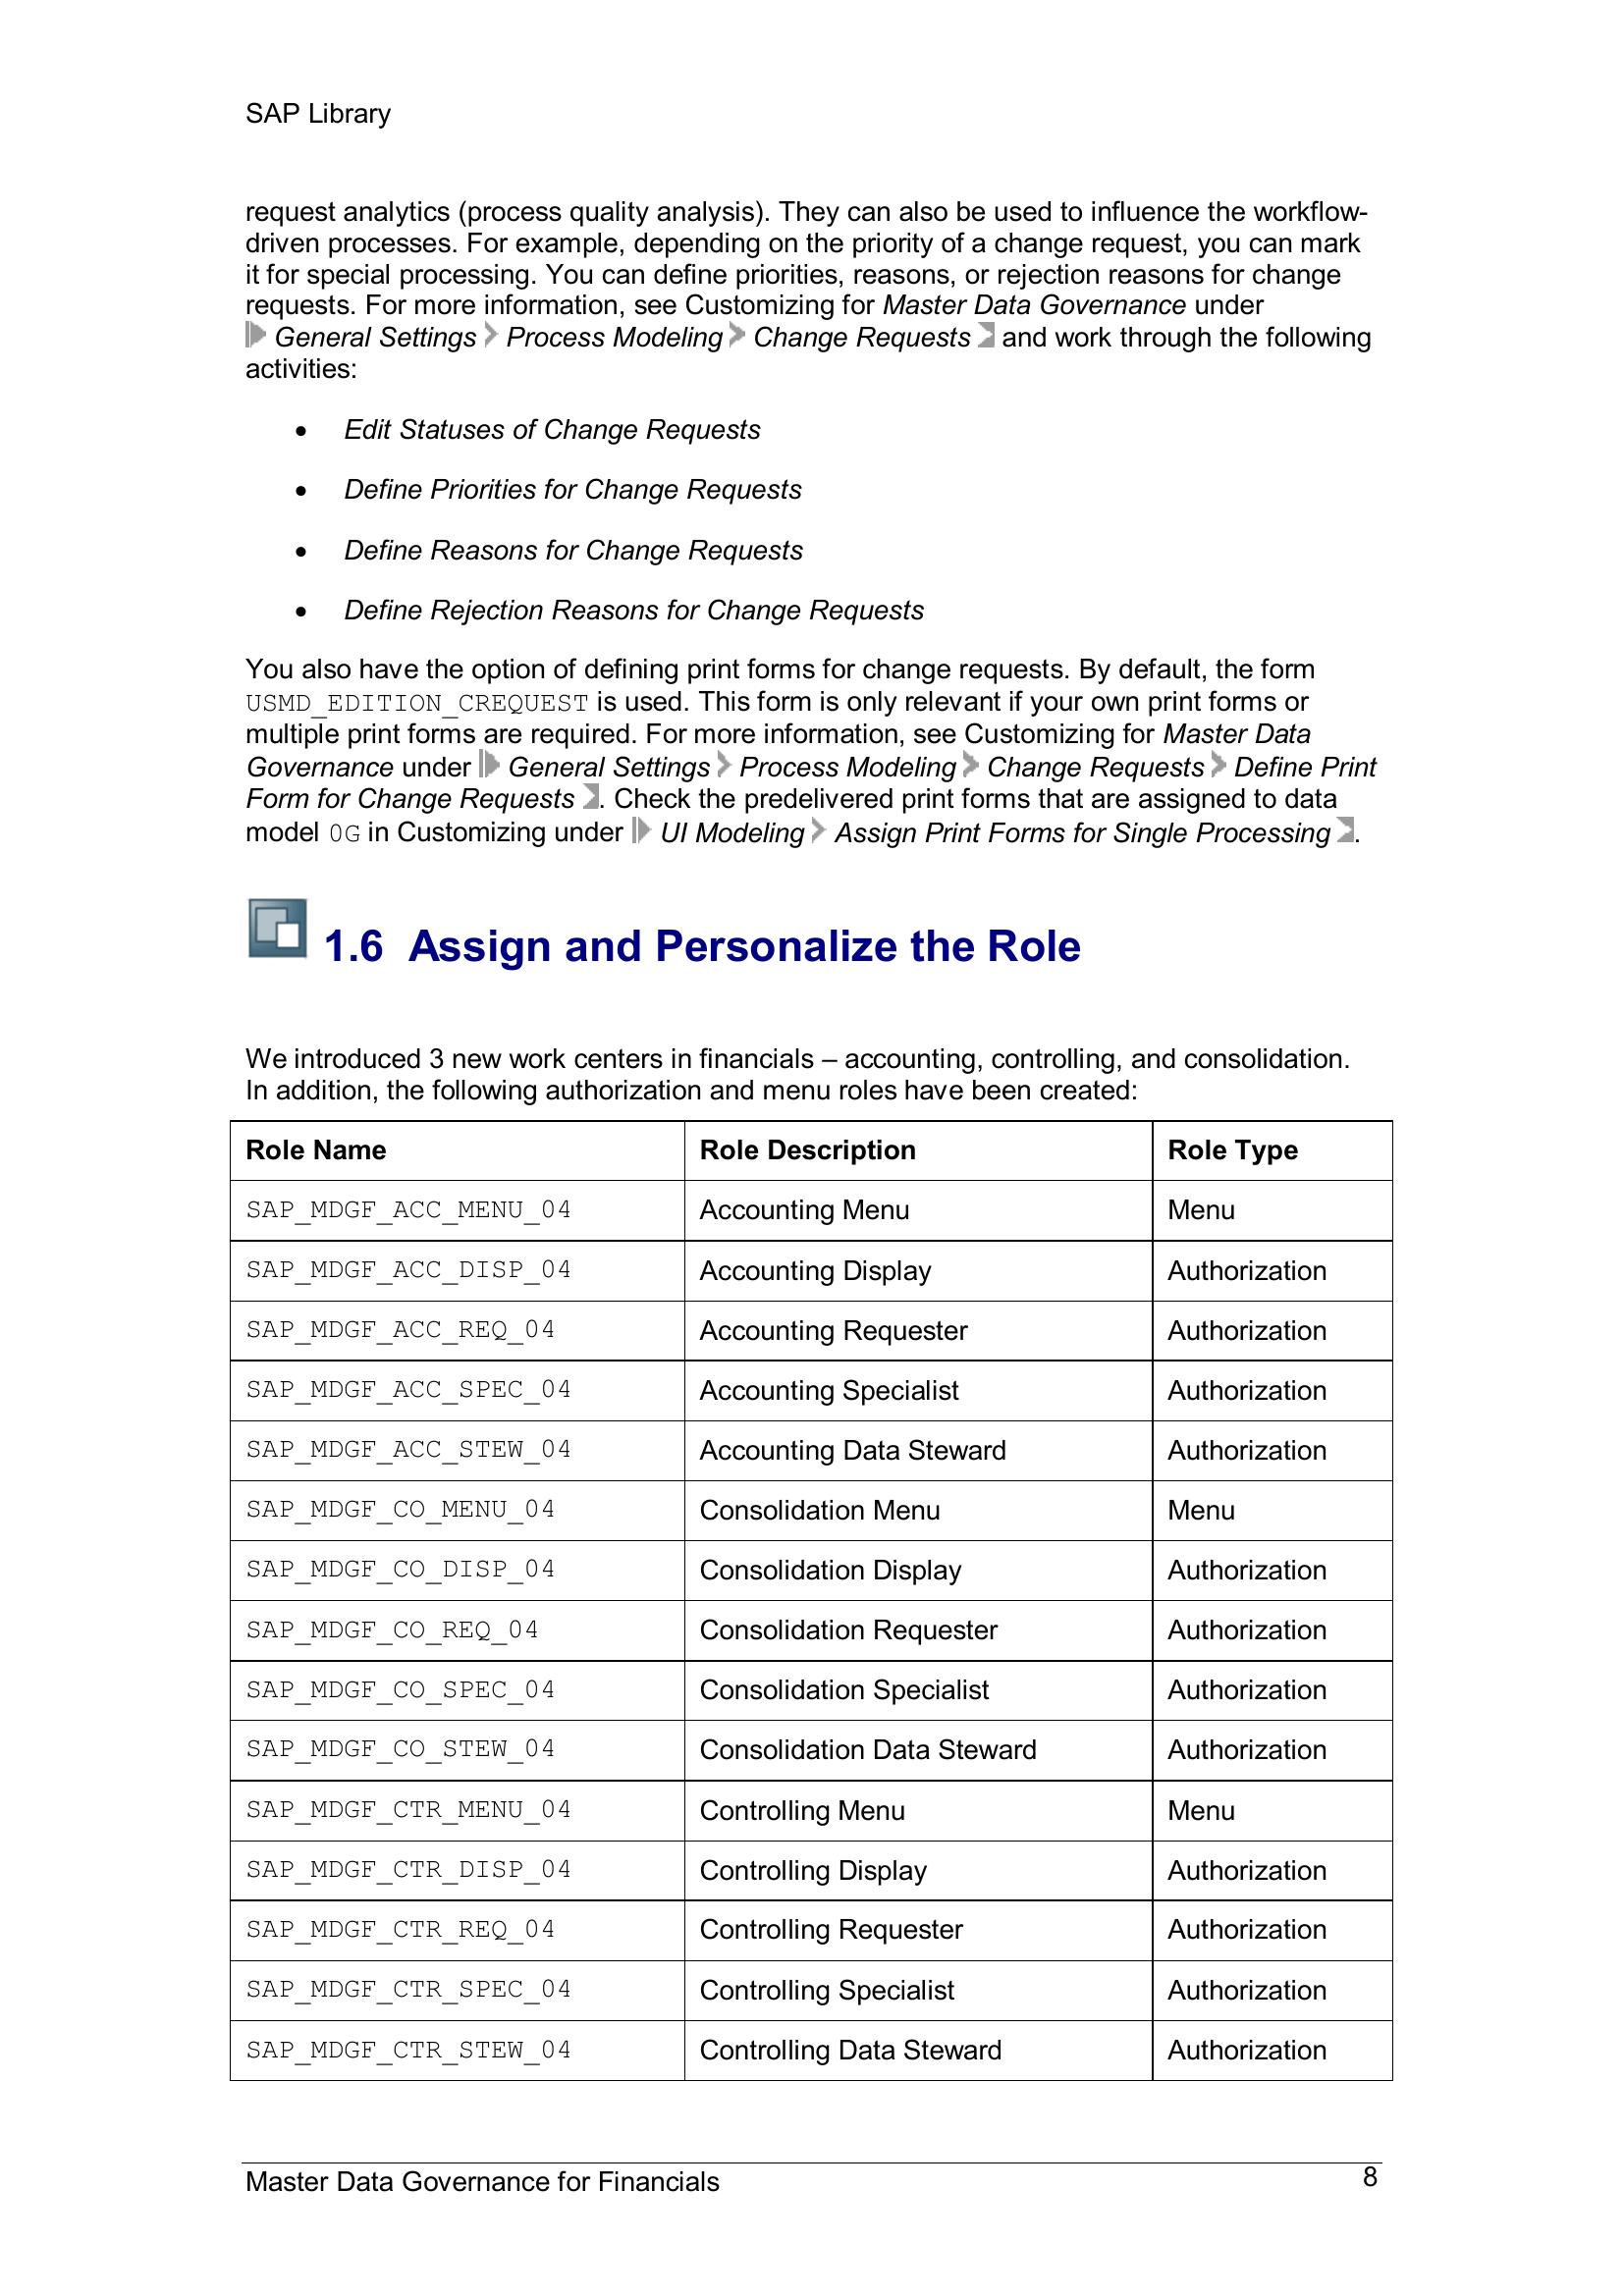 SAP Library
request analytics (process quality analysis). They can also be used to influence the workflow-
driven processes. For example, depending on the priority of a change request, you can mark
it for special processing. You can define priorities, reasons, or rejection reasons for change
requests. For more information, see Customizing for Master Data Governance under
General Settings Process Modeling Change Requests and work through the following
activities:
• Edit Statuses of Change Requests
• Define Priorities for Change Requests
• Define Reasons for Change Requests
• Define Rejection Reasons for Change Requests
You also have the option of defining print forms for change requests. By default, the form
USMD_EDITION_CREQUEST is used. This form is only relevant if your own print forms or
multiple print forms are required. For more information, see Customizing for Master Data
Governance under General Settings Process Modeling Change Requests Define Print
Form for Change Requests . Check the predelivered print forms that are assigned to data
model 0G in Customizing under UI Modeling Assign Print Forms for Single Processing .
1.6 Assign and Personalize the Role
We introduced 3 new work centers in financials – accounting, controlling, and consolidation.
In addition, the following authorization and menu roles have been created:
Role Name Role Description Role Type
SAP_MDGF_ACC_MENU_04 Accounting Menu Menu
SAP_MDGF_ACC_DISP_04 Accounting Display Authorization
SAP_MDGF_ACC_REQ_04 Accounting Requester Authorization
SAP_MDGF_ACC_SPEC_04 Accounting Specialist Authorization
SAP_MDGF_ACC_STEW_04 Accounting Data Steward Authorization
SAP_MDGF_CO_MENU_04 Consolidation Menu Menu
SAP_MDGF_CO_DISP_04 Consolidation Display Authorization
SAP_MDGF_CO_REQ_04 Consolidation Requester Authorization
SAP_MDGF_CO_SPEC_04 Consolidation Specialist Authorization
SAP_MDGF_CO_STEW_04 Consolidation Data Steward Authorization
SAP_MDGF_CTR_MENU_04 Controlling Menu Menu
SAP_MDGF_CTR_DISP_04 Controlling Display Authorization
SAP_MDGF_CTR_REQ_04 Controlling Requester Authorization
SAP_MDGF_CTR_SPEC_04 Controlling Specialist Authorization
SAP_MDGF_CTR_STEW_04 Controlling Data Steward Authorization
Master Data Governance for Financials 8